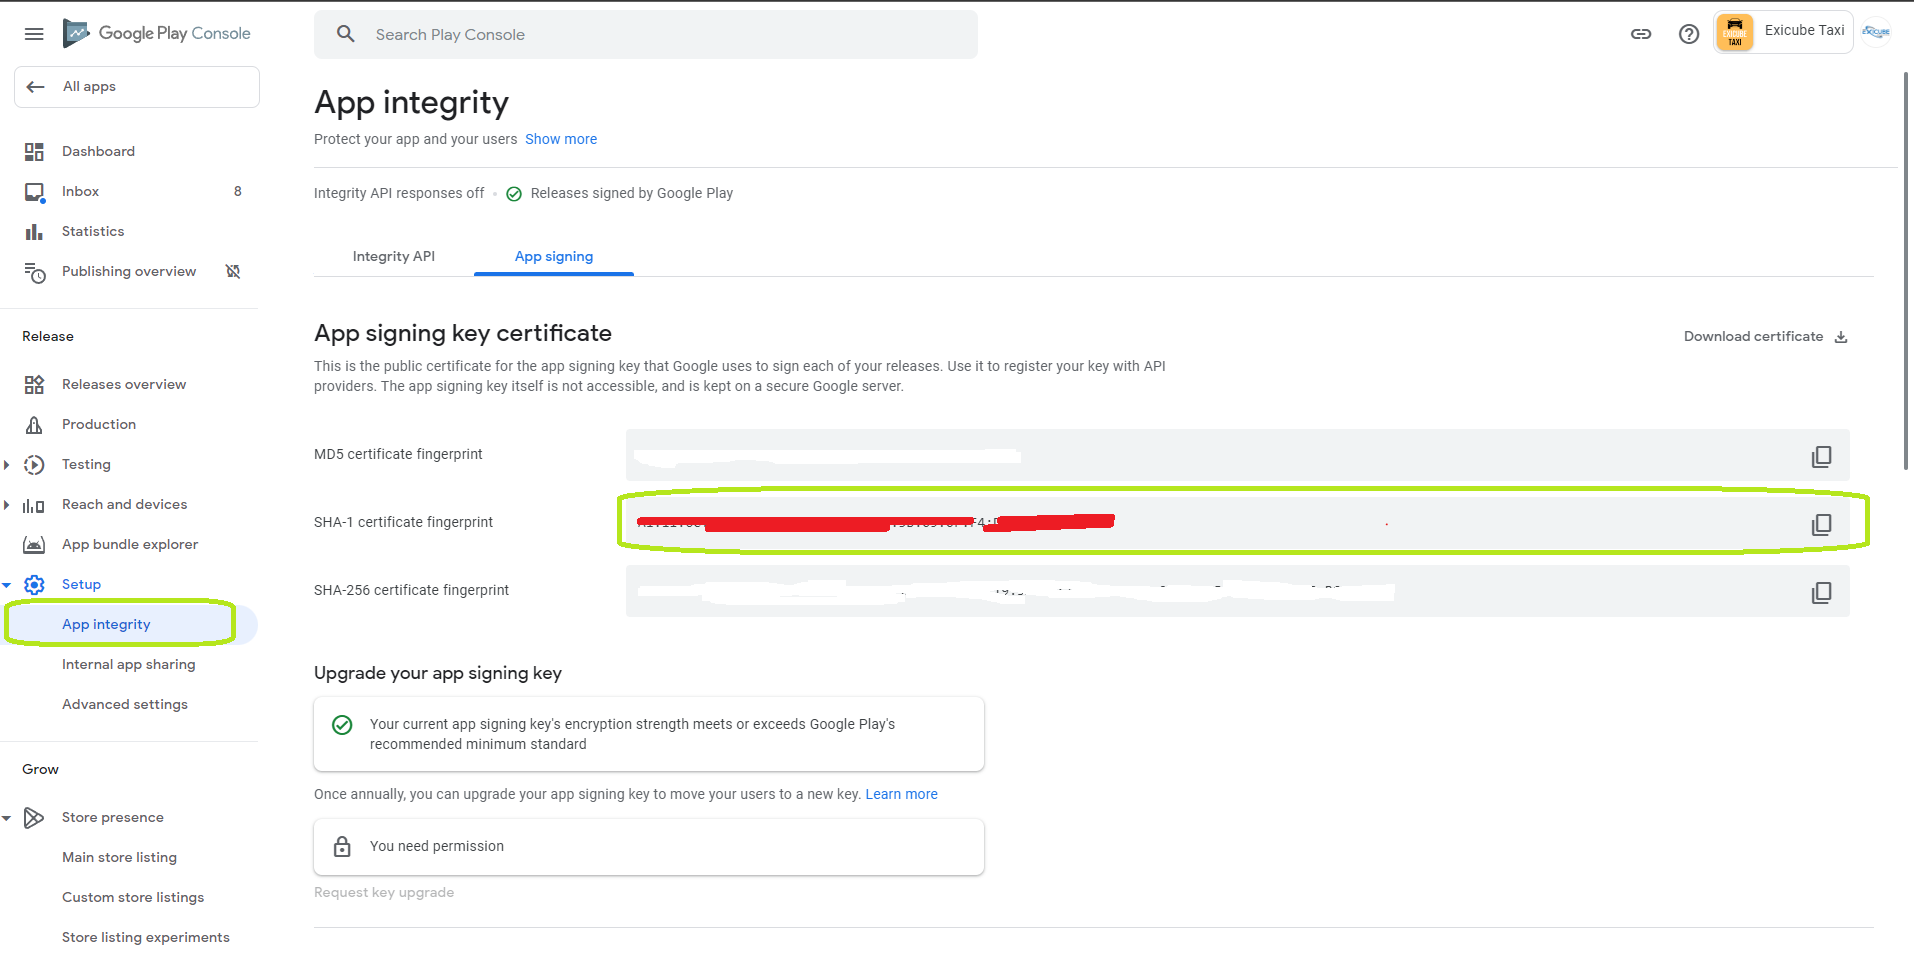 Google Play Console
Search Play Console
EXICUBE
TAXI
Exicube Taxi
EXICUBE
All apps
Dashboard
Inbox 8
Statistics
Publishing overview
Release
Releases overview
Production
Testing
Reach and devices
App bundle explorer
Setup
App integrity
Internal app sharing
Advanced settings
Grow
Store presence
Main store listing
Custom store listings
Store listing experiments
App integrity
Protect your app and your users Show more
Integrity API responses off • Releases signed by Google Play
Integrity API App signing
App signing key certificate
Download certificate
This is the public certificate for the app signing key that Google uses to sign each of your releases. Use it to register your key with API
providers. The app signing key itself is not accessible, and is kept on a secure Google server.
MD5 certificate fingerprint
SHA-1 certificate fingerprint
SHA-256 certificate fingerprint
Upgrade your app signing key
Your current app signing key's encryption strength meets or exceeds Google Play's
recommended minimum standard
Once annually, you can upgrade your app signing key to move your users to a new key. Learn more
You need permission
Request key upgrade